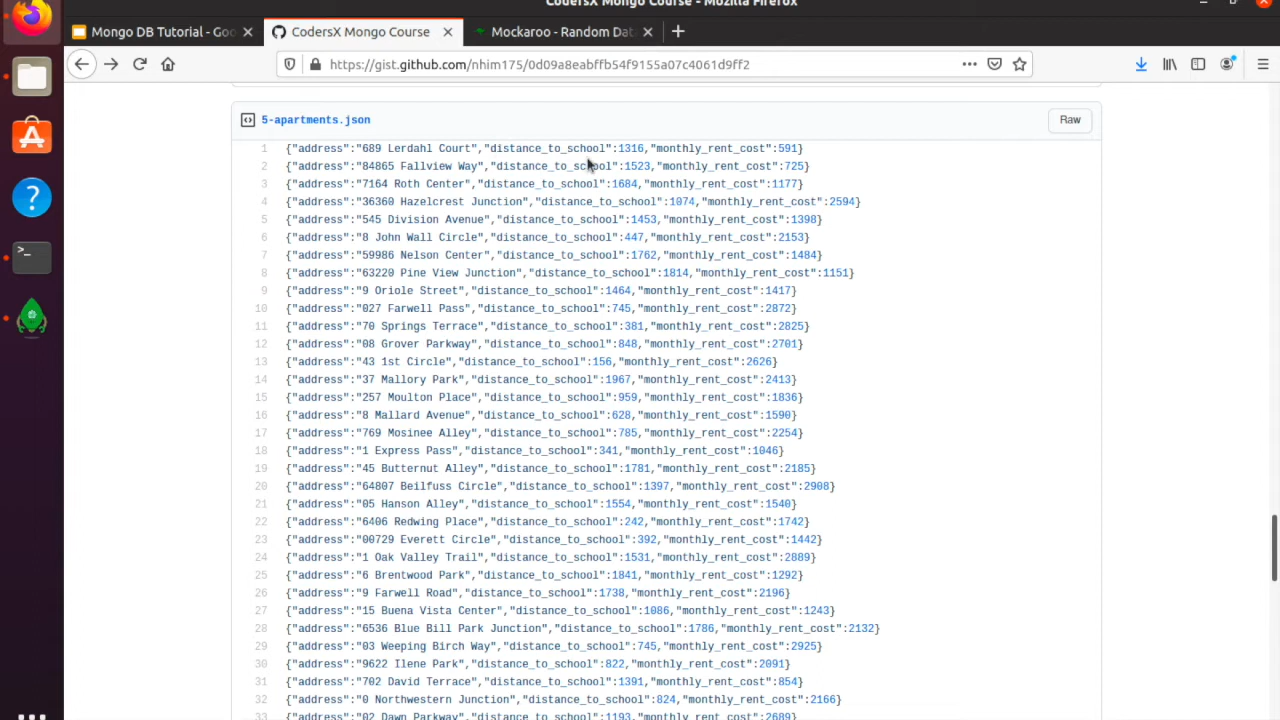 CodersX Mongo Course - Mozilla Firefox
Mongo DB Tutorial - Goo
CodersX Mongo Course
Mockaroo - Random Data
https://gist.github.com/nhim175/0d09a8eabffb54f9155a07c4061d9ff2
5-apartments.json
Raw
1 {"address":"689 Lerdahl Court","distance_to_school":1316,"monthly_rent_cost":591}
2 {"address":"84865 Fallview Way","distance_to_school":1523,"monthly_rent_cost":725}
3 {"address":"7164 Roth Center","distance_to_school":1684,"monthly_rent_cost":1177}
4 {"address":"36360 Hazelcrest Junction","distance_to_school":1074,"monthly_rent_cost":2594}
5 {"address":"545 Division Avenue","distance_to_school":1453,"monthly_rent_cost":1398}
6 {"address":"8 John Wall Circle","distance_to_school":447,"monthly_rent_cost":2153}
7 {"address":"59986 Nelson Center","distance_to_school":1762,"monthly_rent_cost":1484}
8 {"address":"63220 Pine View Junction","distance_to_school":1814,"monthly_rent_cost":1151}
9 {"address":"9 Oriole Street","distance_to_school":1464,"monthly_rent_cost":1417}
10 {"address":"027 Farwell Pass","distance_to_school":745,"monthly_rent_cost":2872}
11 {"address":"70 Springs Terrace","distance_to_school":381,"monthly_rent_cost":2825}
12 {"address":"08 Grover Parkway","distance_to_school":848,"monthly_rent_cost":2701}
13 {"address":"43 1st Circle","distance_to_school":156,"monthly_rent_cost":2626}
14 {"address":"37 Mallory Park","distance_to_school":1967,"monthly_rent_cost":2413}
15 {"address":"257 Moulton Place","distance_to_school":959,"monthly_rent_cost":1836}
16 {"address":"8 Mallard Avenue","distance_to_school":628,"monthly_rent_cost":1590}
17 {"address":"769 Mosinee Alley","distance_to_school":785,"monthly_rent_cost":2254}
18 {"address":"1 Express Pass","distance_to_school":341,"monthly_rent_cost":1046}
19 {"address":"45 Butternut Alley","distance_to_school":1781,"monthly_rent_cost":2185}
20 {"address":"64807 Beilfuss Circle","distance_to_school":1397,"monthly_rent_cost":2908}
21 {"address":"05 Hanson Alley","distance_to_school":1554,"monthly_rent_cost":1540}
22 {"address":"6406 Redwing Place","distance_to_school":242,"monthly_rent_cost":1742}
23 {"address":"00729 Everett Circle","distance_to_school":392,"monthly_rent_cost":1442}
24 {"address":"1 Oak Valley Trail","distance_to_school":1531,"monthly_rent_cost":2889}
25 {"address":"6 Brentwood Park","distance_to_school":1841,"monthly_rent_cost":1292}
26 {"address":"9 Farwell Road","distance_to_school":1738,"monthly_rent_cost":2196}
27 {"address":"15 Buena Vista Center","distance_to_school":1086,"monthly_rent_cost":1243}
28 {"address":"6536 Blue Bill Park Junction","distance_to_school":1786,"monthly_rent_cost":2132}
29 {"address":"03 Weeping Birch Way","distance_to_school":745,"monthly_rent_cost":2925}
30 {"address":"9622 Ilene Park","distance_to_school":822,"monthly_rent_cost":2091}
31 {"address":"702 David Terrace","distance_to_school":1391,"monthly_rent_cost":854}
32 {"address":"0 Northwestern Junction","distance_to_school":824,"monthly_rent_cost":2166}
33 {"address":"02 Dawn Parkway","distance_to_school":1193,"monthly_rent_cost":2689}